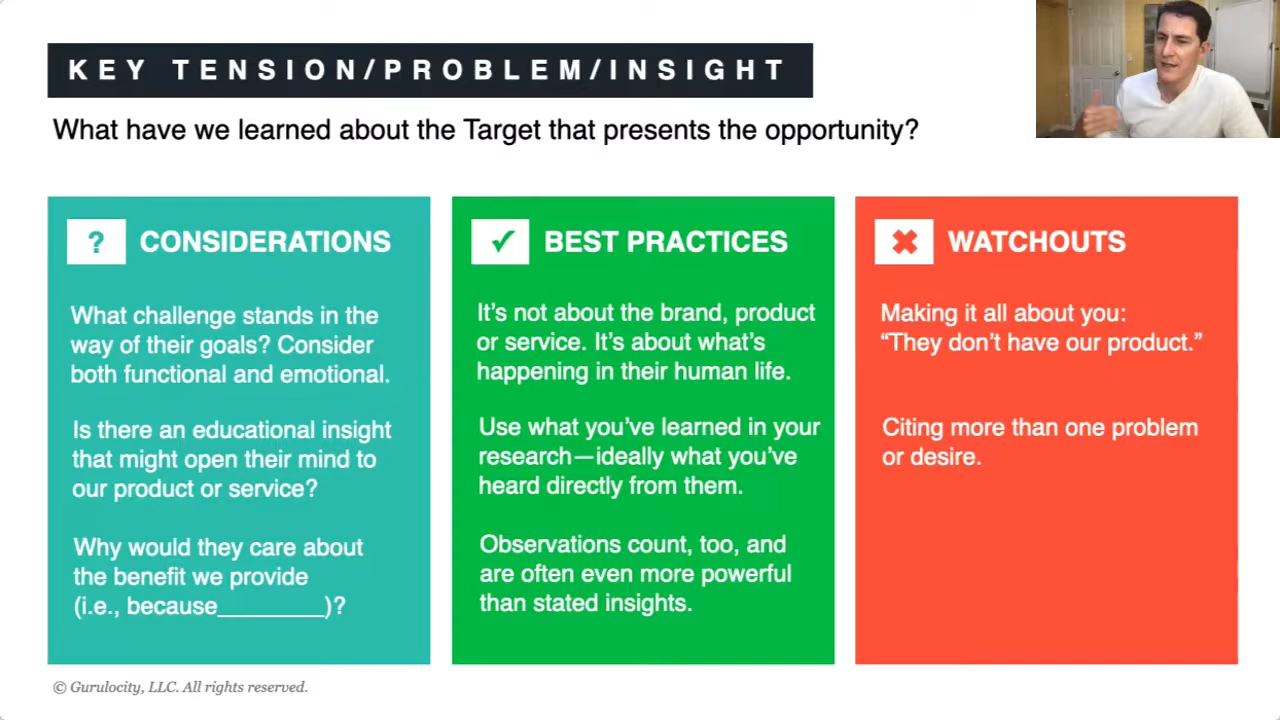 KEY TENSION/PROBLEM/INSIGHT
What have we learned about the Target that presents the opportunity?
? CONSIDERATIONS
What challenge stands in the
way of their goals? Consider
both functional and emotional.
Is there an educational insight
that might open their mind to
our product or service?
Why would they care about
the benefit we provide
(i.e., because_________)?
✓ BEST PRACTICES
It’s not about the brand, product
or service. It’s about what’s
happening in their human life.
Use what you’ve learned in your
research—ideally what you’ve
heard directly from them.
Observations count, too, and
are often even more powerful
than stated insights.
✖ WATCHOUTS
Making it all about you:
“They don’t have our product.”
Citing more than one problem
or desire.
© Gurulocity, LLC. All rights reserved.